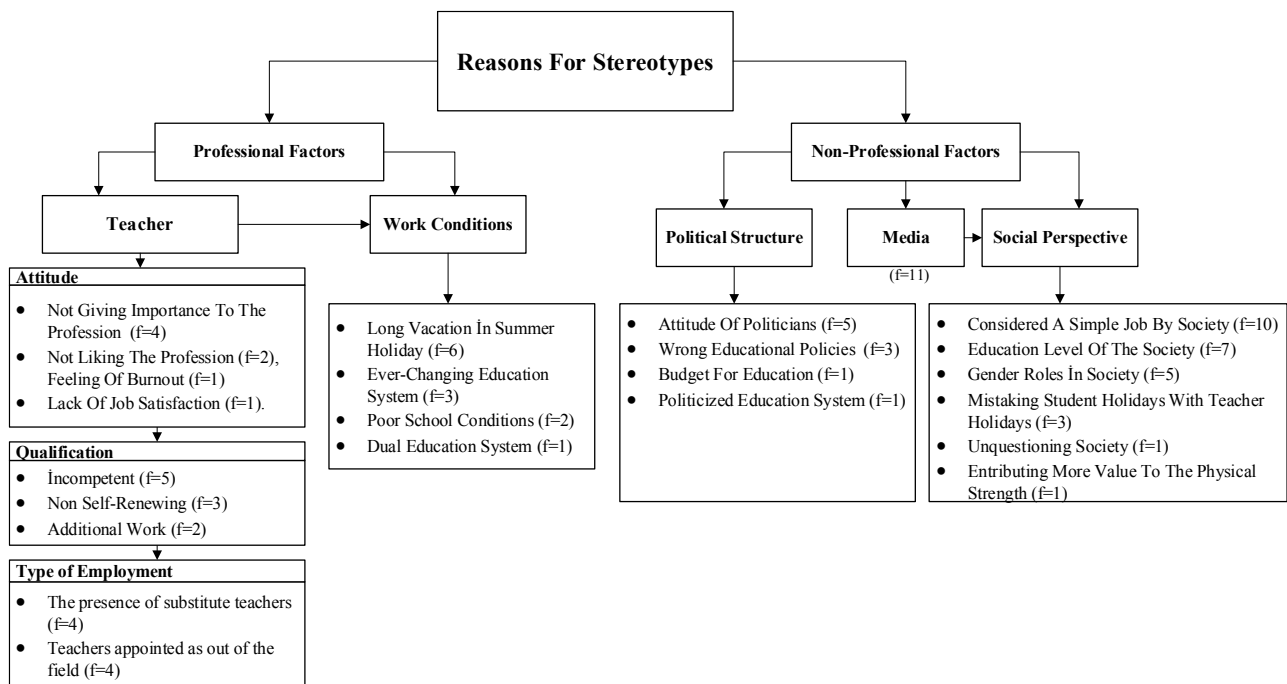 Reasons For Stereotypes
Professional Factors
Non-Professional Factors
Teacher
Work Conditions
Political Structure
Media
Social Perspective
(f=11)
Attitude
● Not Giving Importance To The
Profession (f=4)
● Not Liking The Profession (f=2),
Feeling Of Burnout (f=1)
● Lack Of Job Satisfaction (f=1).
Qualification
● İncompetent (f=5)
● Non Self-Renewing (f=3)
● Additional Work (f=2)
Type of Employment
● The presence of substitute teachers
(f=4)
● Teachers appointed as out of the
field (f=4)
● Long Vacation İn Summer
Holiday (f=6)
● Ever-Changing Education
System (f=3)
● Poor School Conditions (f=2)
● Dual Education System (f=1)
● Attitude Of Politicians (f=5)
● Wrong Educational Policies (f=3)
● Budget For Education (f=1)
● Politicized Education System (f=1)
● Considered A Simple Job By Society (f=10)
● Education Level Of The Society (f=7)
● Gender Roles İn Society (f=5)
● Mistaking Student Holidays With Teacher
Holidays (f=3)
● Unquestioning Society (f=1)
● Entributing More Value To The Physical
Strength (f=1)